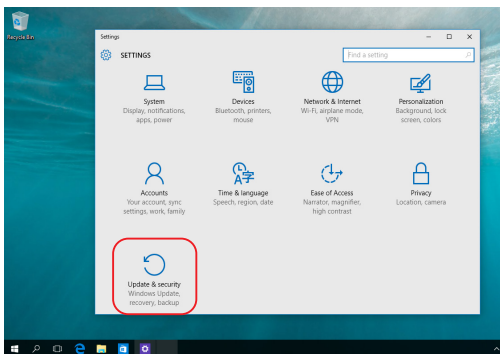 Recycle Bin
Settings
SETTINGS
Find a setting
System
Display, notifications,
apps, power
Devices
Bluetooth, printers,
mouse
Network & Internet
Wi-Fi, airplane mode,
VPN
Personalization
Background, lock
screen, colors
Accounts
Your account, sync
settings, work, family
Time & language
Speech, region, date
Ease of Access
Narrator, magnifier,
high contrast
Privacy
Location, camera
Update & security
Windows Update,
recovery, backup